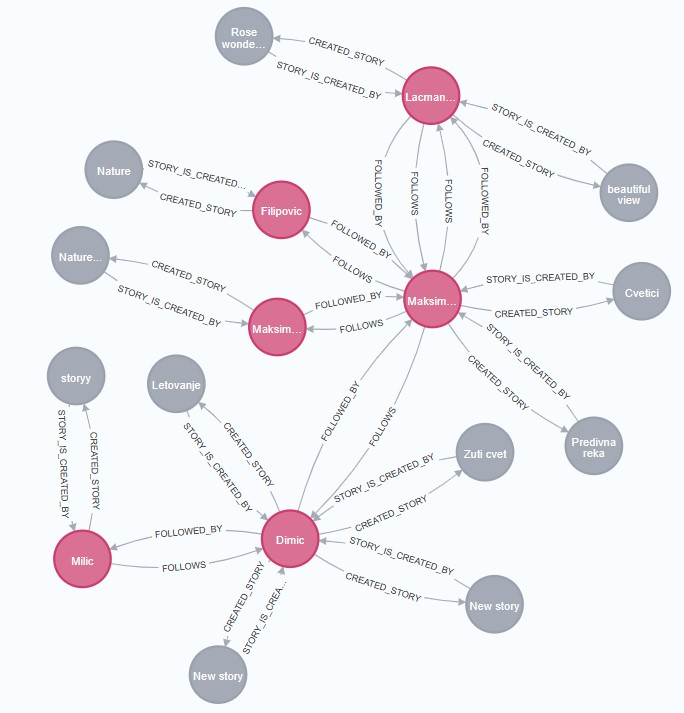 Rose
wonde...
CREATED_STORY
STORY_IS_CREATED_BY
Lacman...
STORY_IS_CREATED_BY
CREATED_STORY
beautiful
view
FOLLOWED_BY
FOLLOWS
FOLLOWS
FOLLOWED_BY
Nature
STORY_IS_CREATED...
CREATED_STORY
Filipovic
FOLLOWED_BY
FOLLOWS
Nature...
CREATED_STORY
STORY_IS_CREATED_BY
Maksim...
FOLLOWED_BY
FOLLOWS
Maksim...
STORY_IS_CREATED_BY
CREATED_STORY
Cvetici
STORY_IS_CREATED_BY
CREATED_STORY
Predivna
reka
storyy
STORY_IS_CREATED_BY
CREATED_STORY
Letovanje
CREATED_STORY
STORY_IS_CREATED_BY
FOLLOWED_BY
FOLLOWS
Zuti cvet
STORY_IS_CREATED_BY
CREATED_STORY
Milic
FOLLOWED_BY
FOLLOWS
Dimic
STORY_IS_CREATED_BY
CREATED_STORY
New story
CREATED_STORY
STORY_IS_CREA...
New story